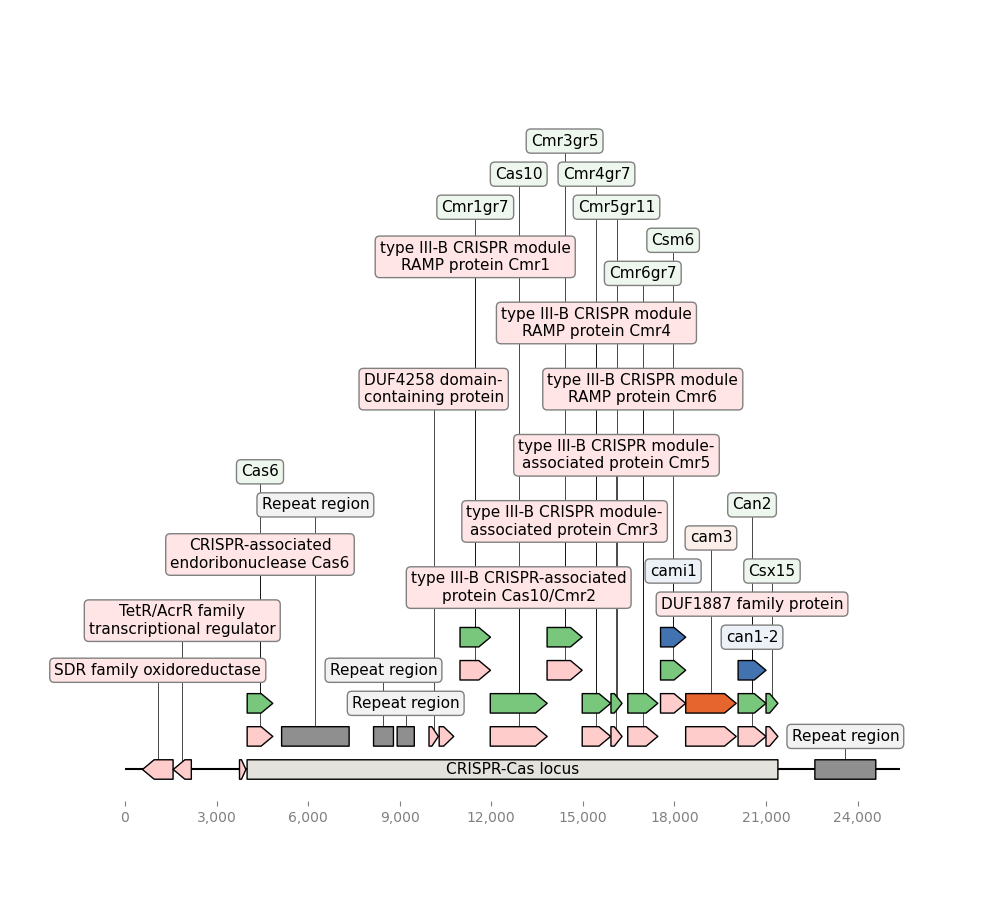 Cmr3gr5
Cas10
Cmr4gr7
Cmr1gr7
Cmr5gr11
Csm6
type III-B CRISPR module
RAMP protein Cmr1
Cmr6gr7
type III-B CRISPR module
RAMP protein Cmr4
DUF4258 domain-
containing protein
type III-B CRISPR module
RAMP protein Cmr6
type III-B CRISPR module-
associated protein Cmr5
Cas6
Repeat region
Can2
type III-B CRISPR module-
associated protein Cmr3
cam3
CRISPR-associated
endoribonuclease Cas6
cami1
Csx15
type III-B CRISPR-associated
protein Cas10/Cmr2
DUF1887 family protein
TetR/AcrR family
transcriptional regulator
can1-2
SDR family oxidoreductase
Repeat region
Repeat region
Repeat region
CRISPR-Cas locus
0
3,000
6,000
9,000
12,000
15,000
18,000
21,000
24,000